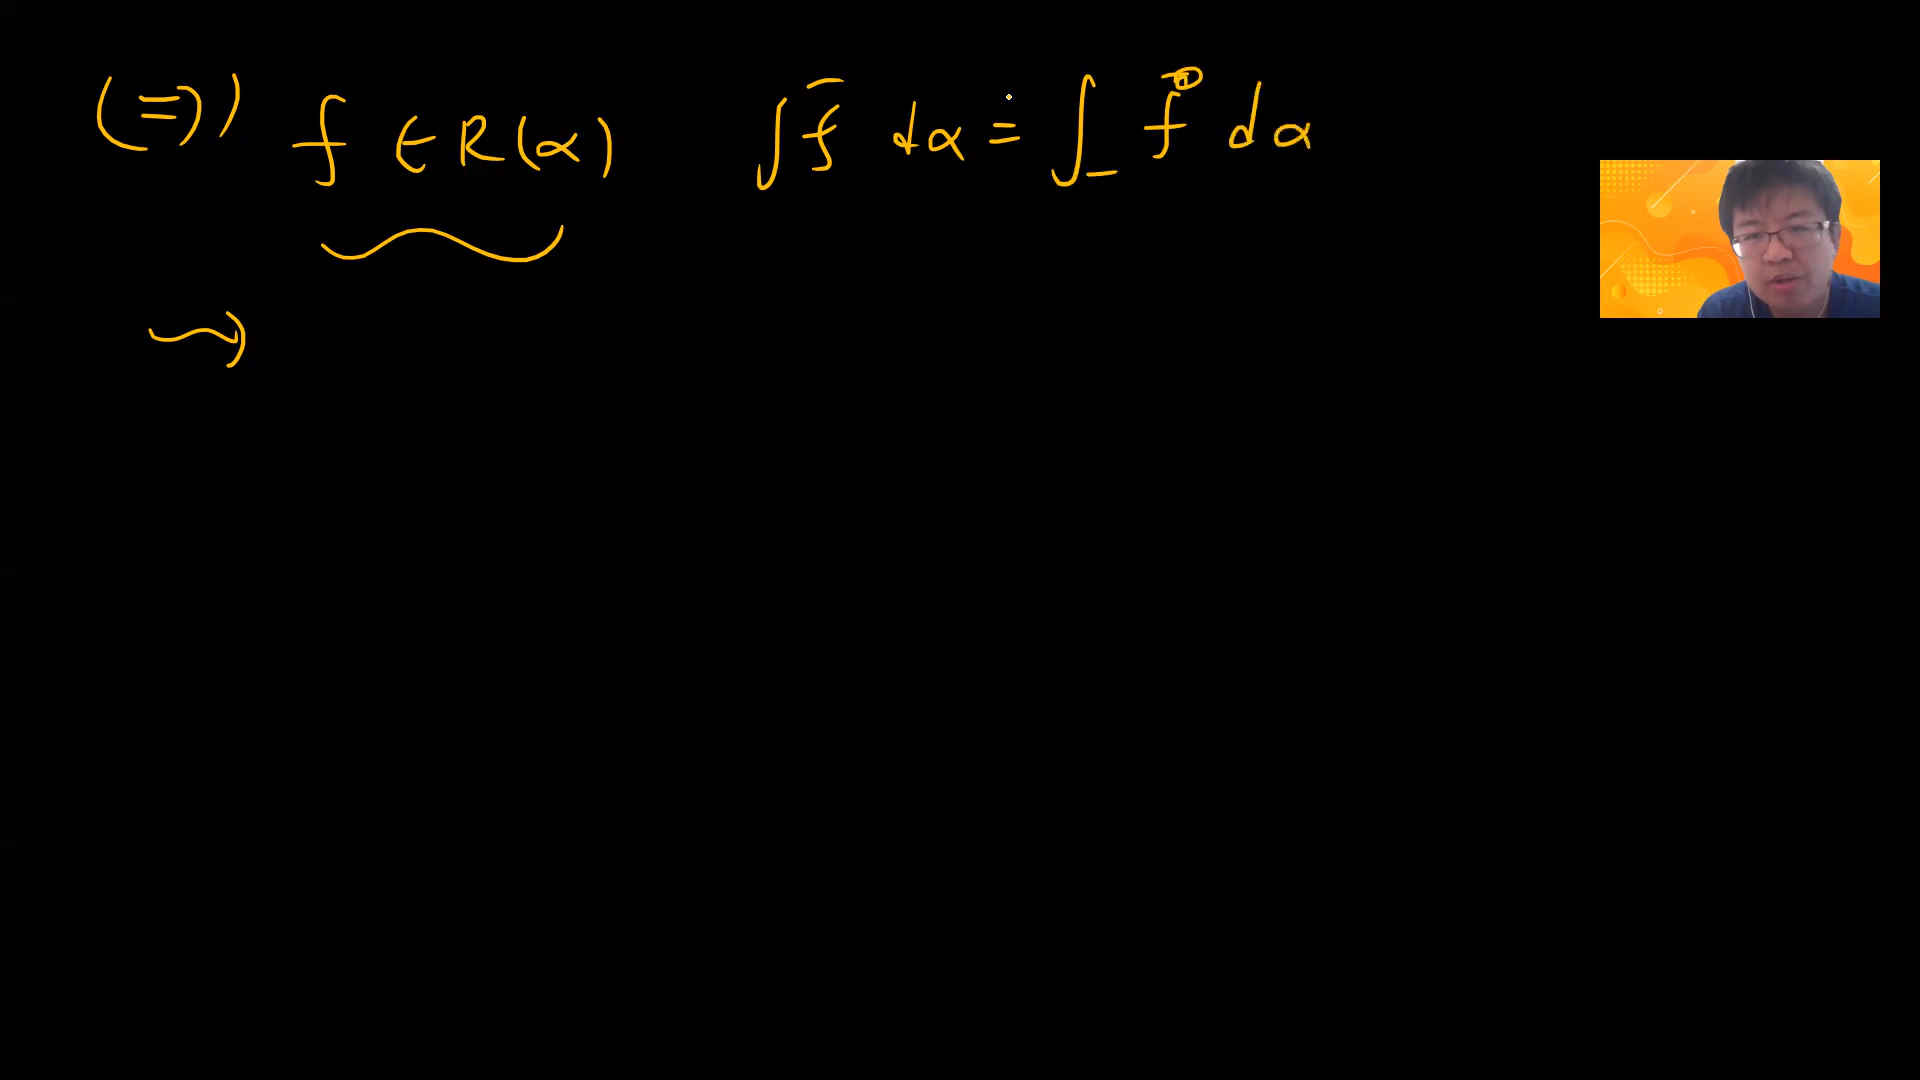 (⇒) f ∈ R(α) ∫ f̅ dα = ∫_ f dα
⇝